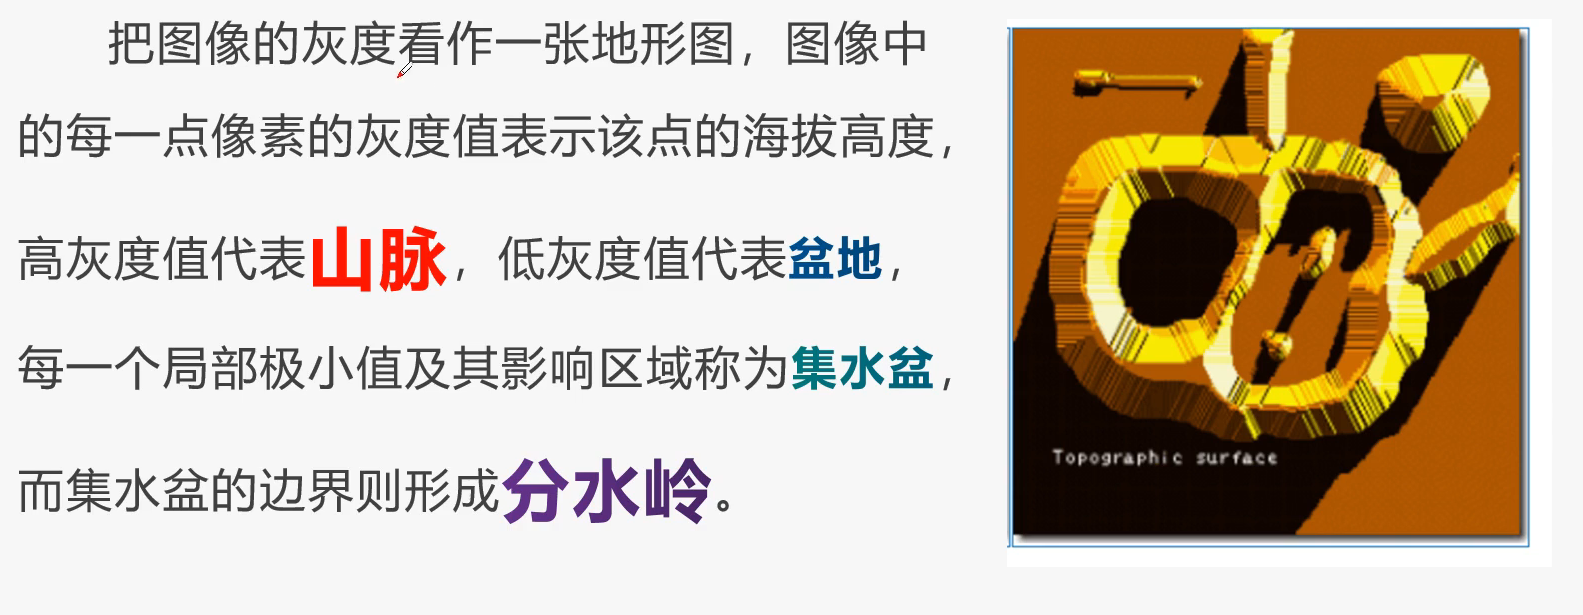 把图像的灰度看作一张地形图，图像中
的每一点像素的灰度值表示该点的海拔高度，
高灰度值代表山脉，低灰度值代表盆地，
每一个局部极小值及其影响区域称为集水盆，
而集水盆的边界则形成分水岭。
Topographic surface